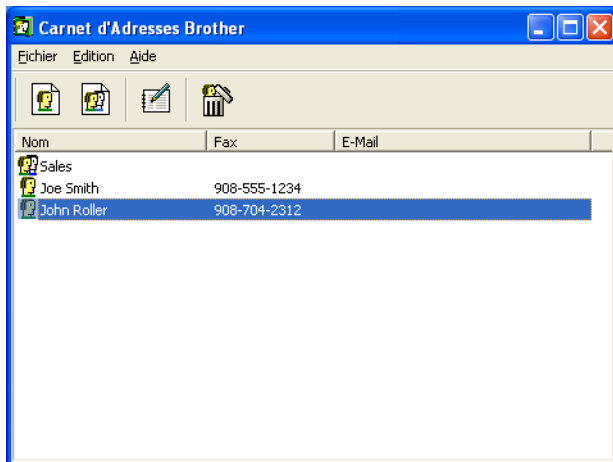 Carnet d'Adresses Brother
Fichier Edition Aide
Nom Fax E-Mail
Sales
Joe Smith 908-555-1234
John Roller 908-704-2312